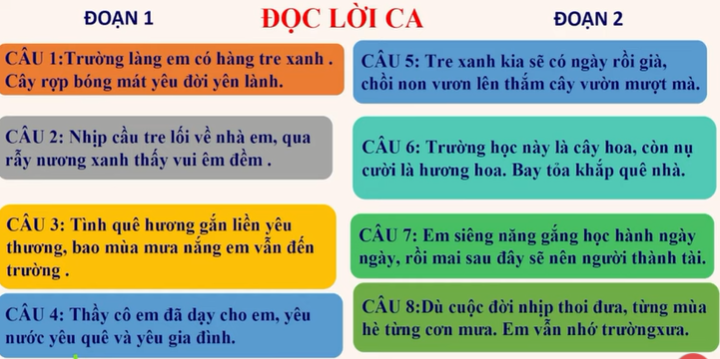 ĐOẠN 1
ĐỌC LỜI CA
ĐOẠN 2
CÂU 1:Trường làng em có hàng tre xanh .
Cây rợp bóng mát yêu đời yên lành.
CÂU 2: Nhịp cầu tre lối về nhà em, qua
rẫy nương xanh thấy vui êm đềm .
CÂU 3: Tình quê hương gắn liền yêu
thương, bao mùa mưa nắng em vẫn đến
trường .
CÂU 4: Thầy cô em đã dạy cho em, yêu
nước yêu quê và yêu gia đình.
CÂU 5: Tre xanh kia sẽ có ngày rồi già,
chồi non vươn lên thắm cây vườn mượt mà.
CÂU 6: Trường học này là cây hoa, còn nụ
cười là hương hoa. Bay tỏa khắp quê nhà.
CÂU 7: Em siêng năng gắng học hành ngày
ngày, rồi mai sau đây sẽ nên người thành tài.
CÂU 8:Dù cuộc đời nhịp thoi đưa, từng mùa
hè từng cơn mưa. Em vẫn nhớ trườngxưa.